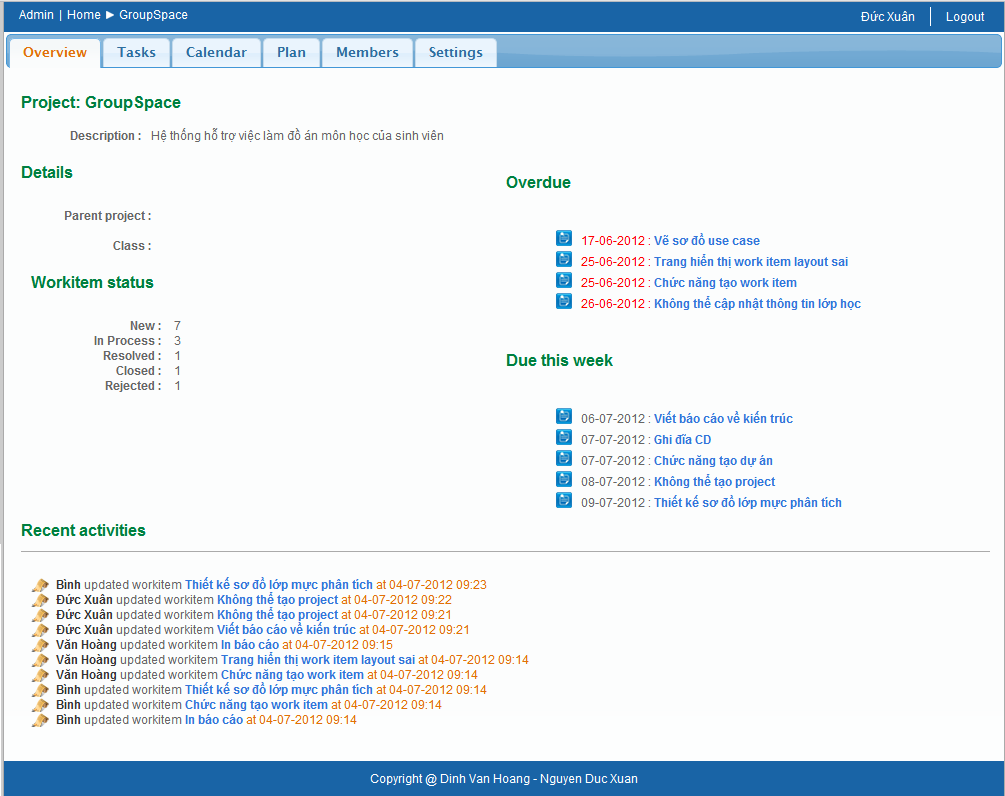 Admin | Home ► GroupSpace
Đức Xuân | Logout
Overview Tasks Calendar Plan Members Settings
Project: GroupSpace
Description : Hệ thống hỗ trợ việc làm đồ án môn học của sinh viên
Details
Parent project :
Class :
Workitem status
New : 7
In Process : 3
Resolved : 1
Closed : 1
Rejected : 1
Overdue
17-06-2012 : Vẽ sơ đồ use case
25-06-2012 : Trang hiển thị work item layout sai
25-06-2012 : Chức năng tạo work item
26-06-2012 : Không thể cập nhật thông tin lớp học
Due this week
06-07-2012 : Viết báo cáo về kiến trúc
07-07-2012 : Ghi đĩa CD
07-07-2012 : Chức năng tạo dự án
08-07-2012 : Không thể tạo project
09-07-2012 : Thiết kế sơ đồ lớp mực phân tích
Recent activities
Bình updated workitem Thiết kế sơ đồ lớp mực phân tích at 04-07-2012 09:23
Đức Xuân updated workitem Không thể tạo project at 04-07-2012 09:22
Đức Xuân updated workitem Không thể tạo project at 04-07-2012 09:21
Đức Xuân updated workitem Viết báo cáo về kiến trúc at 04-07-2012 09:21
Văn Hoàng updated workitem In báo cáo at 04-07-2012 09:15
Văn Hoàng updated workitem Trang hiển thị work item layout sai at 04-07-2012 09:14
Văn Hoàng updated workitem Chức năng tạo work item at 04-07-2012 09:14
Bình updated workitem Thiết kế sơ đồ lớp mực phân tích at 04-07-2012 09:14
Bình updated workitem Chức năng tạo work item at 04-07-2012 09:14
Bình updated workitem In báo cáo at 04-07-2012 09:14
Copyright @ Dinh Van Hoang - Nguyen Duc Xuan